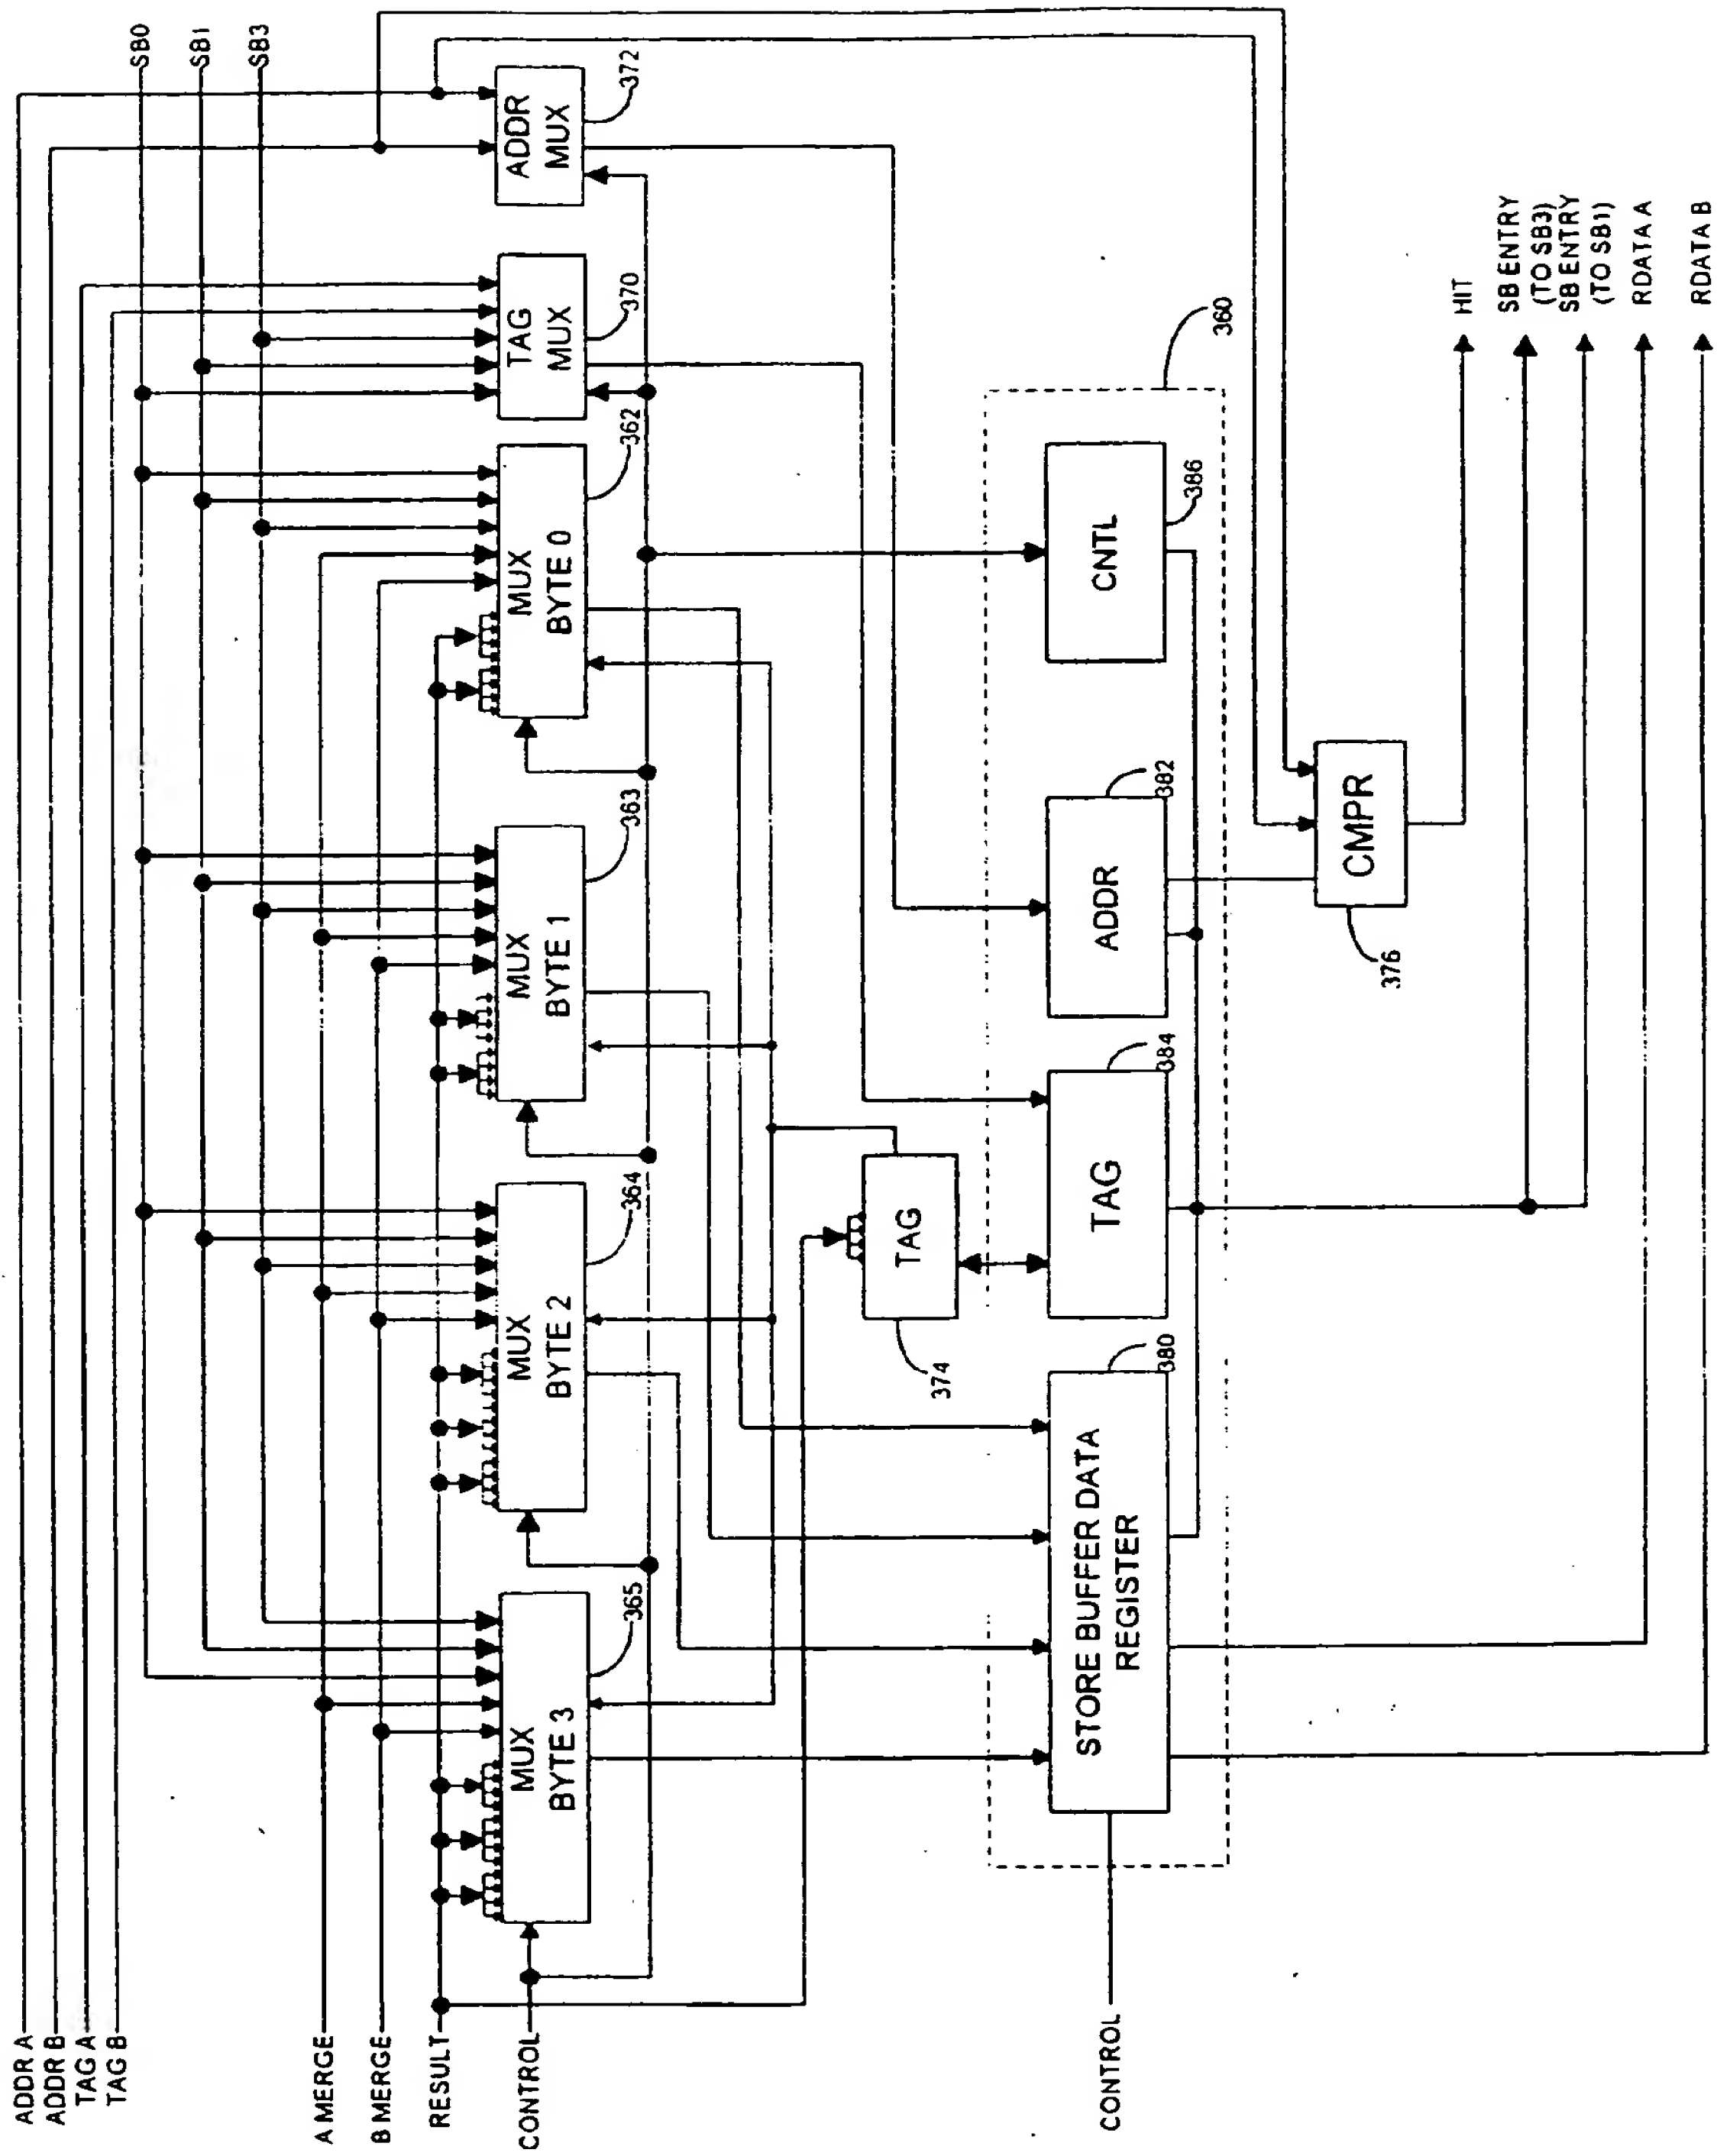 ADDR A
ADDR B
TAG A
TAG B
A MERGE
B MERGE
RESULT
CONTROL
SB0
SB1
SB3
MUX
BYTE 3
365
MUX
BYTE 2
364
MUX
BYTE 1
363
MUX
BYTE 0
362
TAG
MUX
370
ADDR
MUX
372
TAG
374
CONTROL
STORE BUFFER DATA
REGISTER
380
TAG
384
ADDR
382
CNTL
386
360
CMPR
376
HIT
SB ENTRY
(TO SB3)
SB ENTRY
(TO SB1)
RDATA A
RDATA B